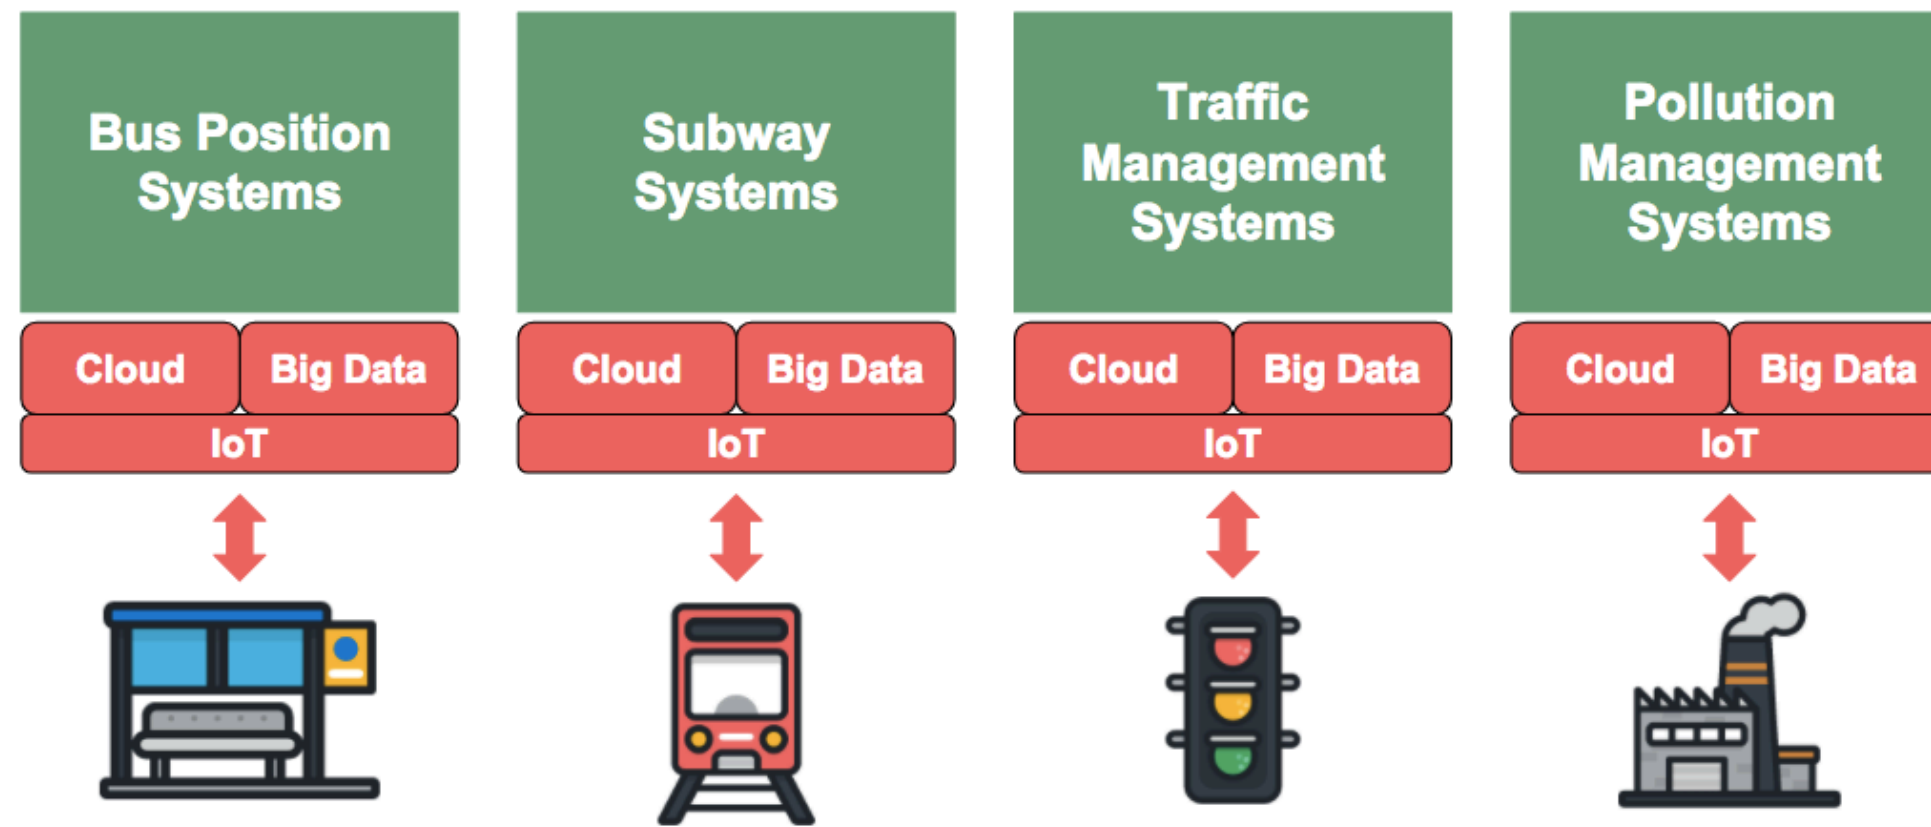 Bus Position
Systems
Subway
Systems
Traffic
Management
Systems
Pollution
Management
Systems
Cloud
Big Data
Cloud
Big Data
Cloud
Big Data
Cloud
Big Data
IoT
IoT
IoT
IoT